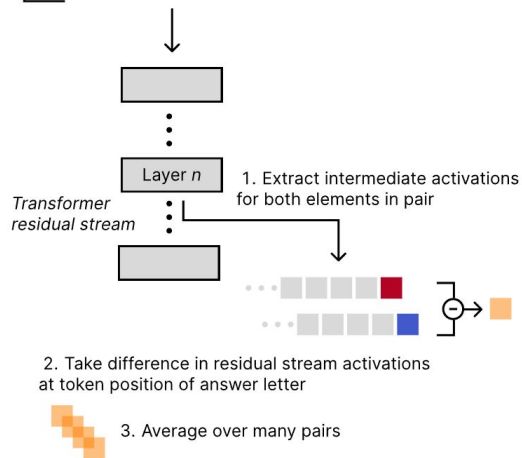 Layer n
1. Extract intermediate activations
for both elements in pair
Transformer
residual stream
2. Take difference in residual stream activations
at token position of answer letter
3. Average over many pairs